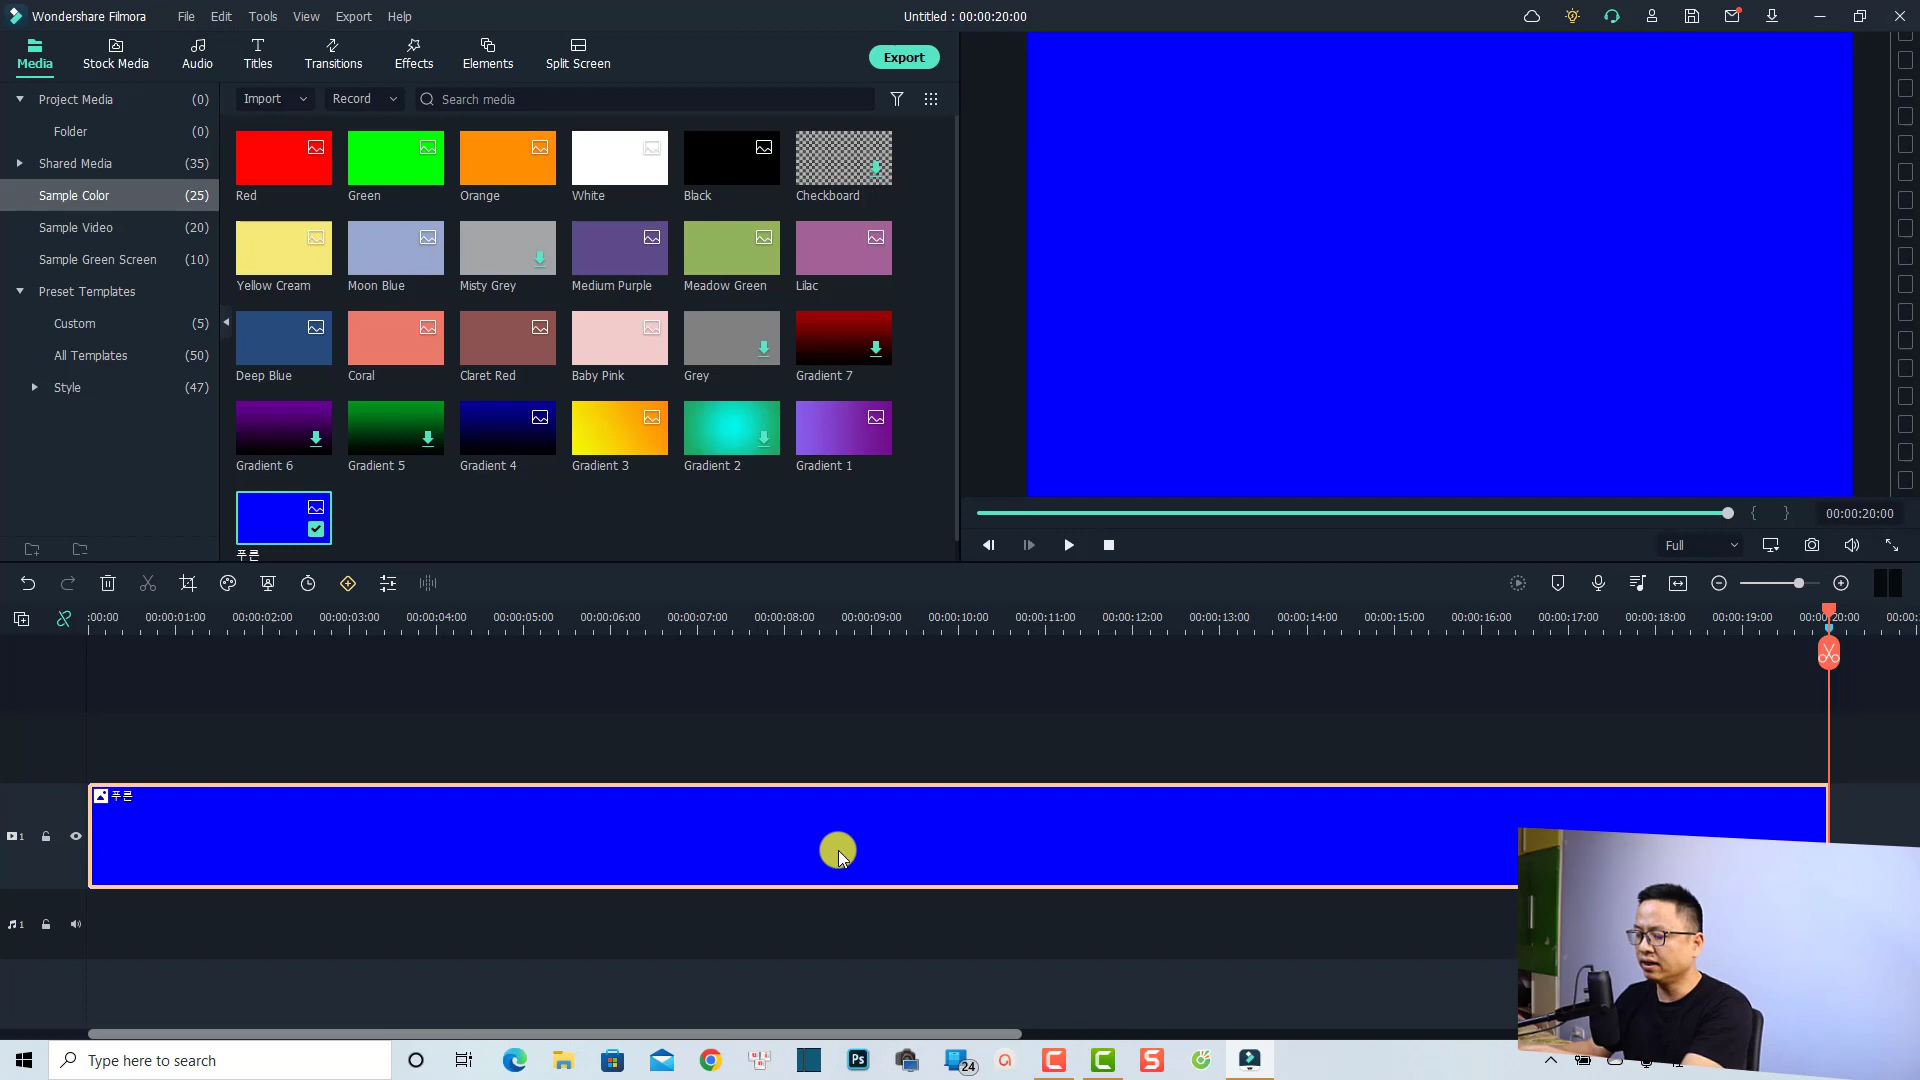 Wondershare Filmora File Edit Tools View Export Help Untitled : 00:00:20:00
Media Stock Media Audio Titles Transitions Effects Elements Split Screen Export
Project Media (0)
Folder (0)
Shared Media (35)
Sample Color (25)
Sample Video (20)
Sample Green Screen (10)
Preset Templates
Custom (5)
All Templates (50)
Style (47)
Import Record Search media
Red Green Orange White Black Checkboard
Yellow Cream Moon Blue Misty Grey Medium Purple Meadow Green Lilac
Deep Blue Coral Claret Red Baby Pink Grey Gradient 7
Gradient 6 Gradient 5 Gradient 4 Gradient 3 Gradient 2 Gradient 1
푸른
{ } 00:00:20:00
Full
:00:00 00:00:01:00 00:00:02:00 00:00:03:00 00:00:04:00 00:00:05:00 00:00:06:00 00:00:07:00 00:00:08:00 00:00:09:00 00:00:10:00 00:00:11:00 00:00:12:00 00:00:13:00 00:00:14:00 00:00:15:00 00:00:16:00 00:00:17:00 00:00:18:00 00:00:19:00 00:00:20:00 00:00:
푸른
1
1
Type here to search Ps 24 C C S